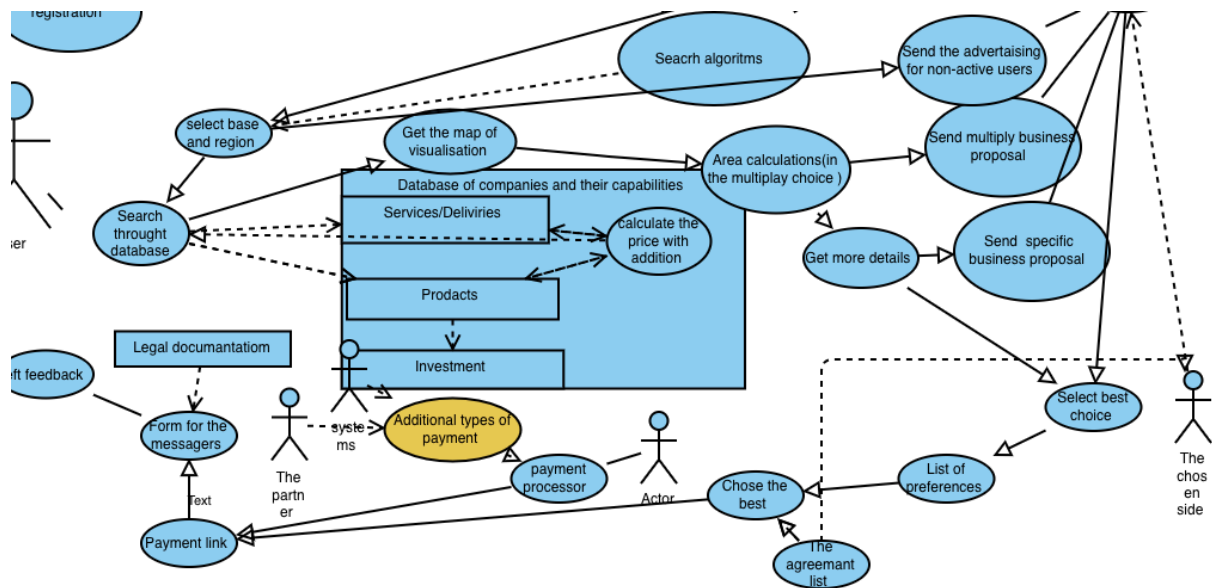 registration
Seacrh algoritms
Send the advertaising
for non-active users
select base
and region
Get the map of
visualisation
Send multiply business
proposal
Area calculations(in
the multiplay choice )
Database of companies and their capabilities
Services/Deliviries
calculate the
price with
addition
Search
throught
database
ser
Send  specific
business proposal
Get more details
Prodacts
Legal documantatiom
Investment
eft feedback
Select best
choice
Form for the
messagers
syste
ms
Additional types of
payment
The
partn
er
payment
processor
Actor
List of
preferences
The
chos
en
side
Chose the
best
Text
Payment link
The
agreemant
list